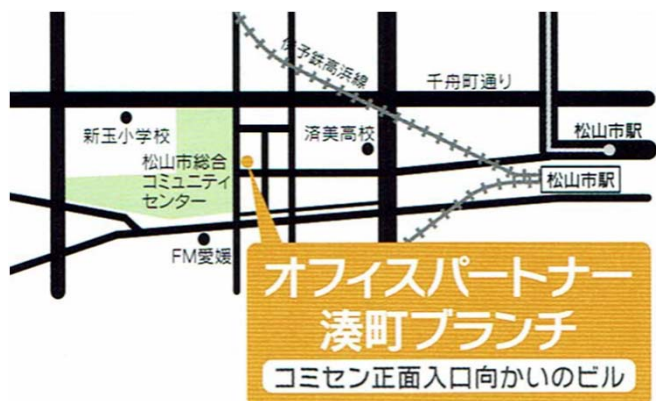 伊予鉄高浜線
千舟町通り
新玉小学校
済美高校
松山市駅
松山市総合
コミュニティ
センター
松山市駅
FM愛媛
オフィスパートナー
湊町ブランチ
コミセン正面入口向かいのビル